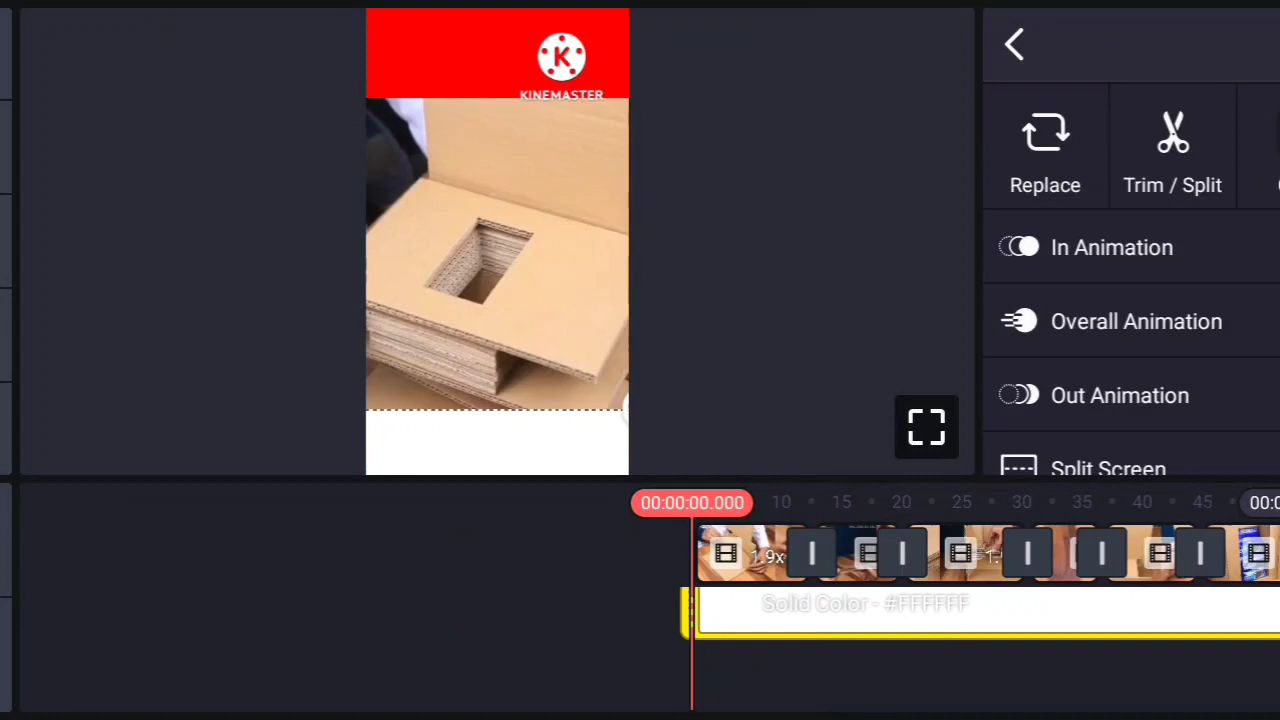 K
KINEMASTER
Replace
Trim / Split
In Animation
Overall Animation
Out Animation
Split Screen
00:00:00.000
10
15
20
25
30
35
40
45
1.9x
Solid Color - #FFFFFF